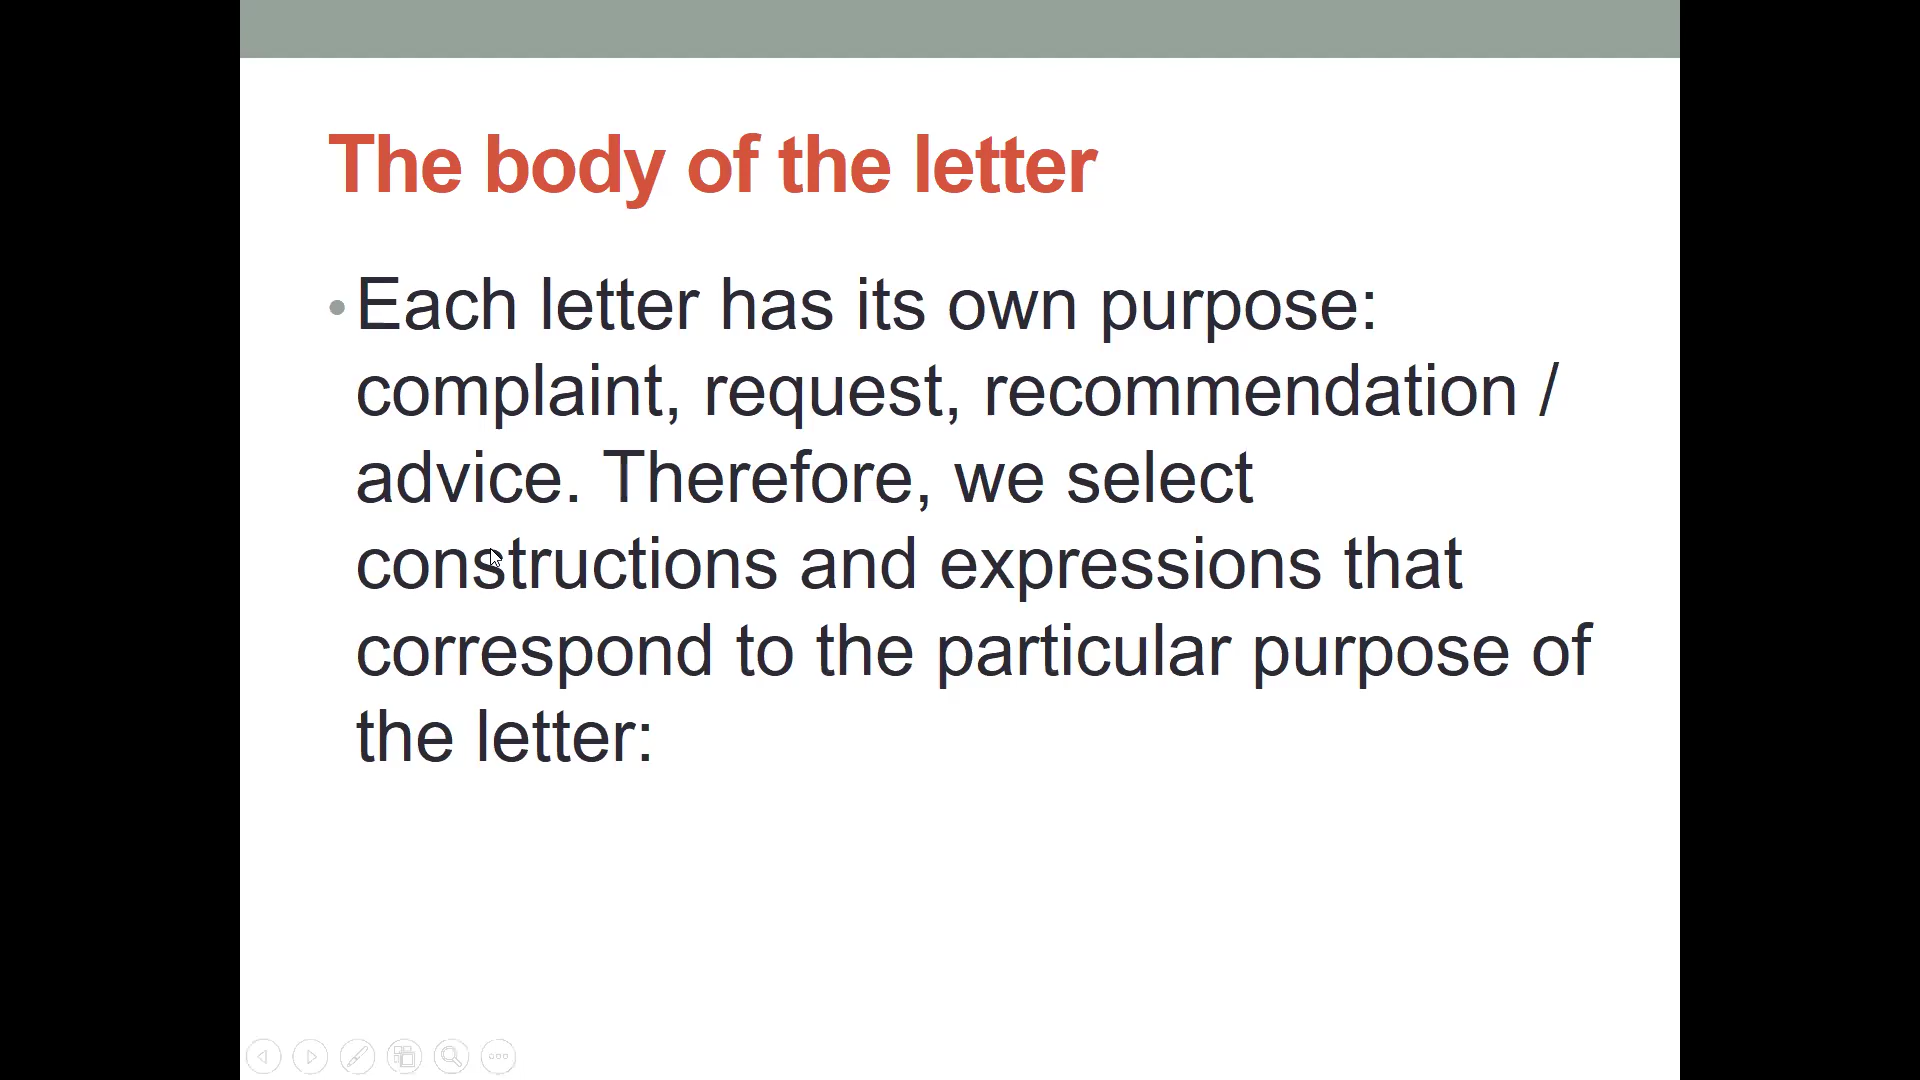 The body of the letter
•Each letter has its own purpose:
complaint, request, recommendation /
advice. Therefore, we select
constructions and expressions that
correspond to the particular purpose of
the letter: